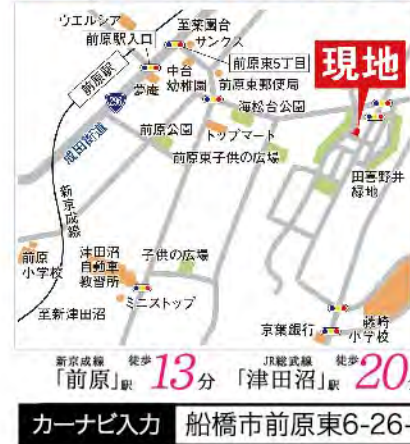 ウエルシア
至薬園台
前原駅入口
サンクス
前原東5丁目
前原駅
中台
幼稚園
夢庵
前原東郵便局
現地
296
海松台公園
成田街道
前原公園
トップマート
前原東子供の広場
田喜野井
緑地
新京成線
前原
小学校
津田沼
自動車
教習所
子供の広場
ミニストップ
至新津田沼
京葉銀行
藤崎
小学校
新京成線「前原」駅 徒歩13分 JR総武線「津田沼」駅 徒歩20
カーナビ入力 船橋市前原東6-26-